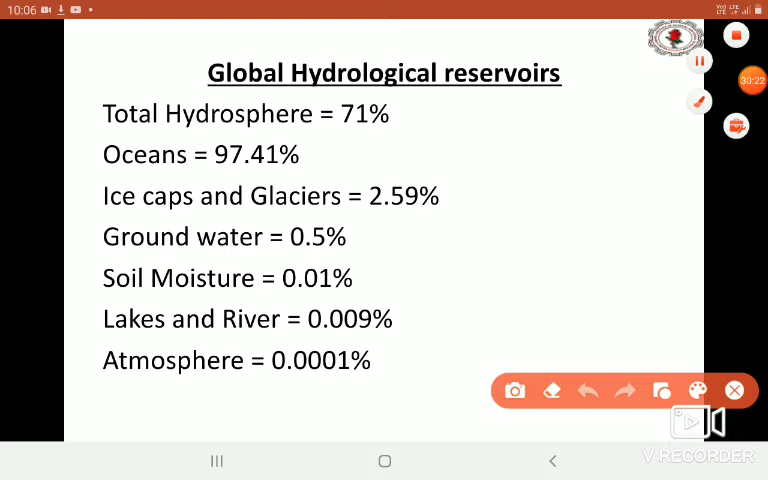 10:06
Global Hydrological reservoirs
30:22
Total Hydrosphere = 71%
Oceans = 97.41%
Ice caps and Glaciers = 2.59%
Ground water = 0.5%
Soil Moisture = 0.01%
Lakes and River = 0.009%
Atmosphere = 0.0001%
V RECORDER